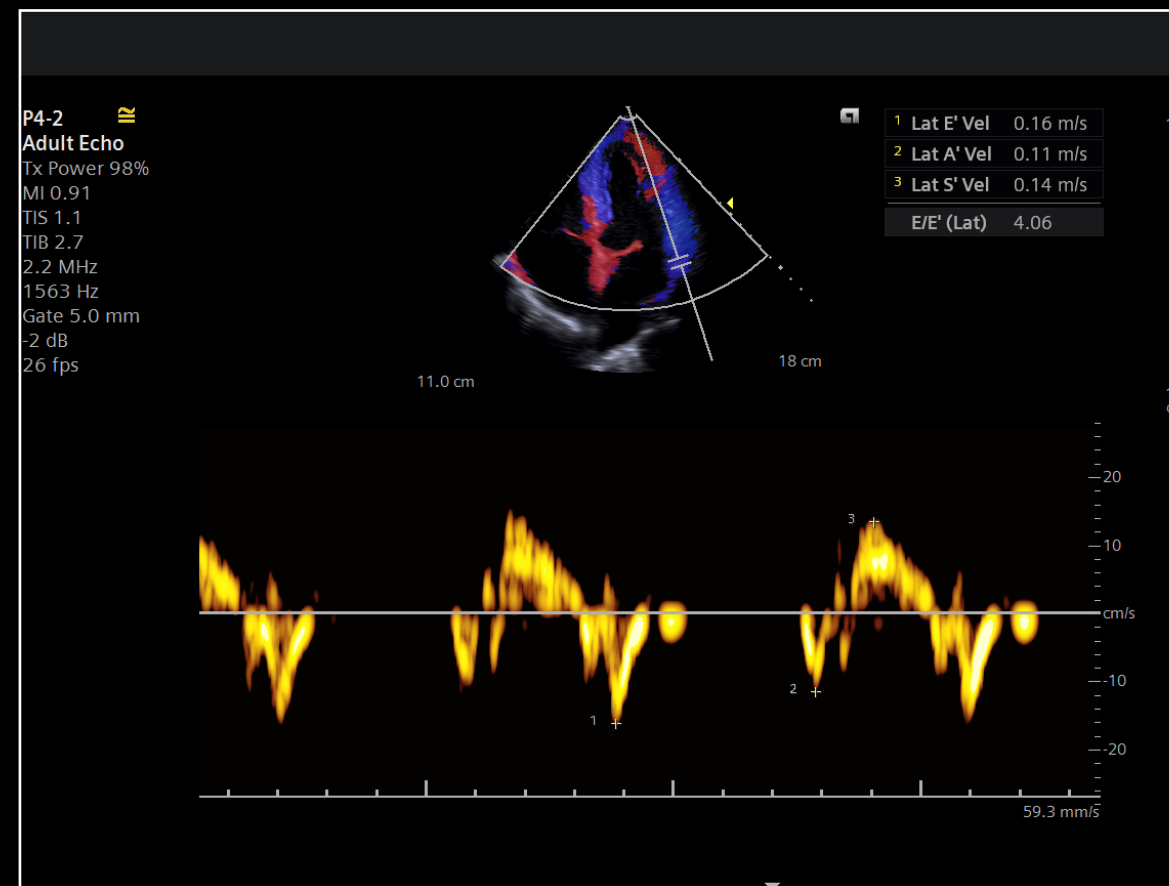 P4-2
Adult Echo
Tx Power 98%
MI 0.91
TIS 1.1
TIB 2.7
2.2 MHz
1563 Hz
Gate 5.0 mm
-2 dB
26 fps
11.0 cm
18 cm
1 Lat E' Vel 0.16 m/s
2 Lat A' Vel 0.11 m/s
3 Lat S' Vel 0.14 m/s
E/E' (Lat) 4.06
20
10
cm/s
-10
-20
3
2
1
59.3 mm/s